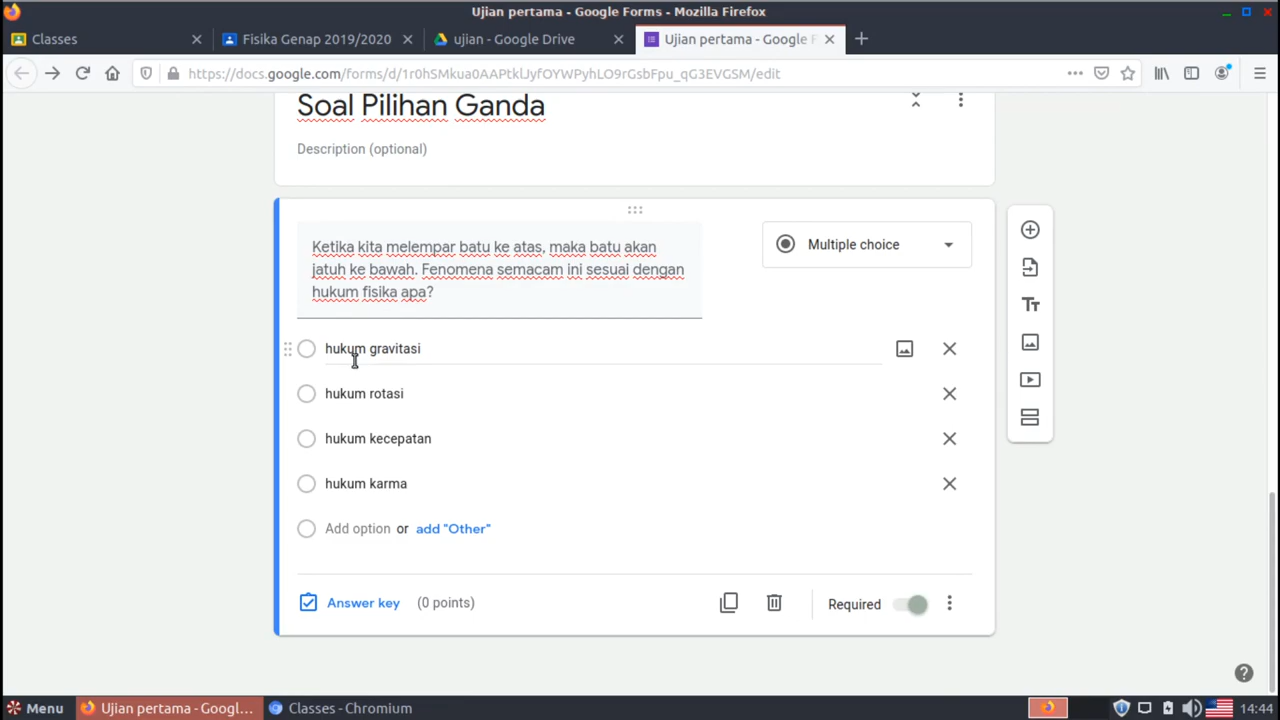 Ujian pertama - Google Forms - Mozilla Firefox
Classes
Fisika Genap 2019/2020
ujian - Google Drive
Ujian pertama - Google F
https://docs.google.com/forms/d/1r0hSMkua0AAPtklJyfOYWPyhLO9rGsbFpu_qG3EVGSM/edit
Soal Pilihan Ganda
Description (optional)
Ketika kita melempar batu ke atas, maka batu akan
jatuh ke bawah. Fenomena semacam ini sesuai dengan
hukum fisika apa?
Multiple choice
hukum gravitasi
hukum rotasi
hukum kecepatan
hukum karma
Add option or add "Other"
Answer key (0 points)
Required
Menu
Ujian pertama - Googl...
Classes - Chromium
14:44